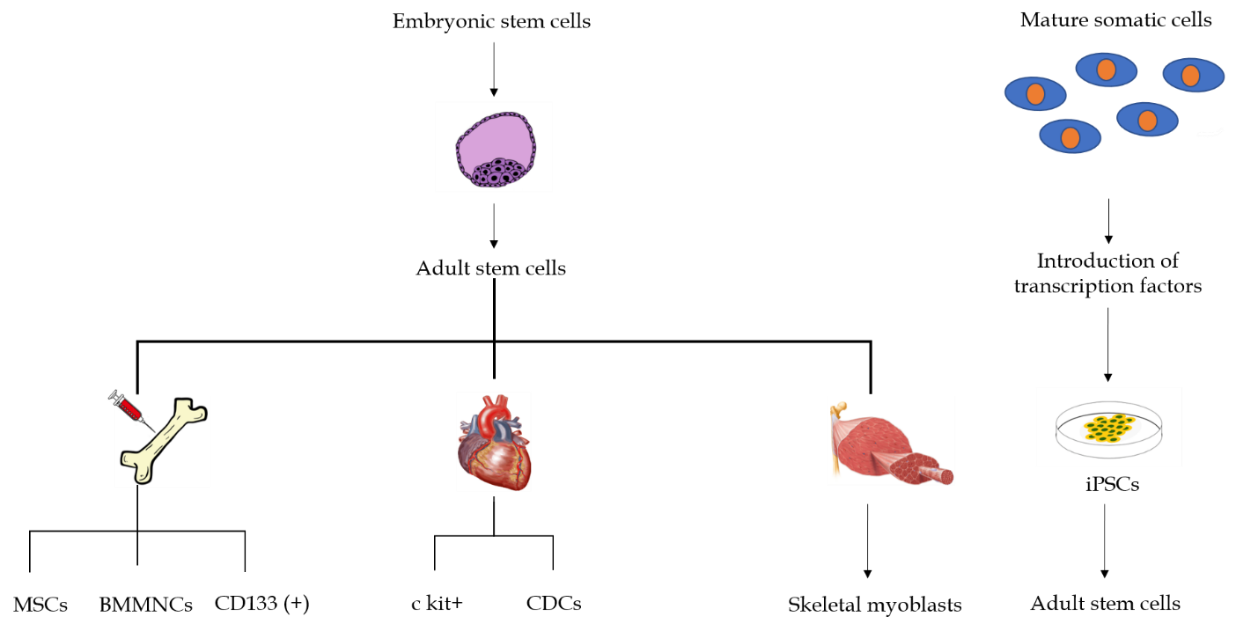 Embryonic stem cells
Mature somatic cells
Adult stem cells
Introduction of
transcription factors
iPSCs
MSCs
BMMNCs
CD133 (+)
c kit+
CDCs
Skeletal myoblasts
Adult stem cells